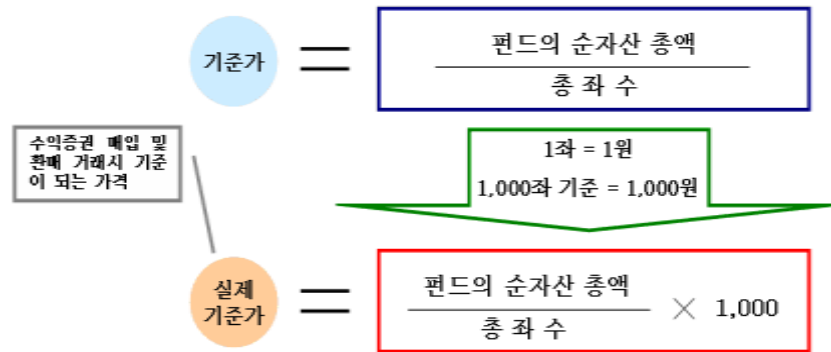 기준가
=
펀드의 순자산 총액
총 좌 수
수익증권 매입 및
환매 거래시 기준
이 되는 가격
1좌 = 1원
1,000좌 기준 = 1,000원
실제
기준가
=
펀드의 순자산 총액
총 좌 수
× 1,000